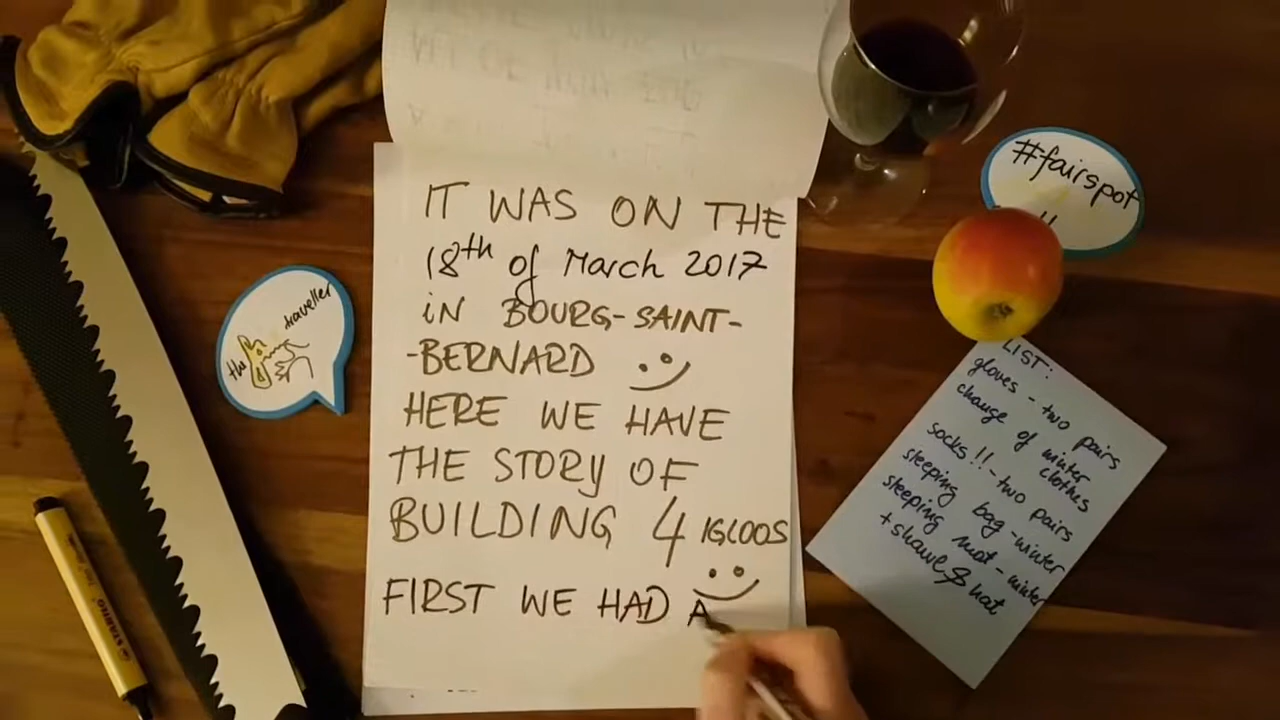 IT WAS ON THE
18th of March 2017
iN BOURG-SAINT-
-BERNARD
HERE WE HAVE
THE STORY OF
BUILDING 4 IGLOOS
FIRST WE HAD A
the traveller
#fairspot
LIST:
gloves - two pairs
change of winter
clothes
socks!! - two pairs
sleeping bag - winter
sleeping mat - winter
+ shawl & hat
STABILO